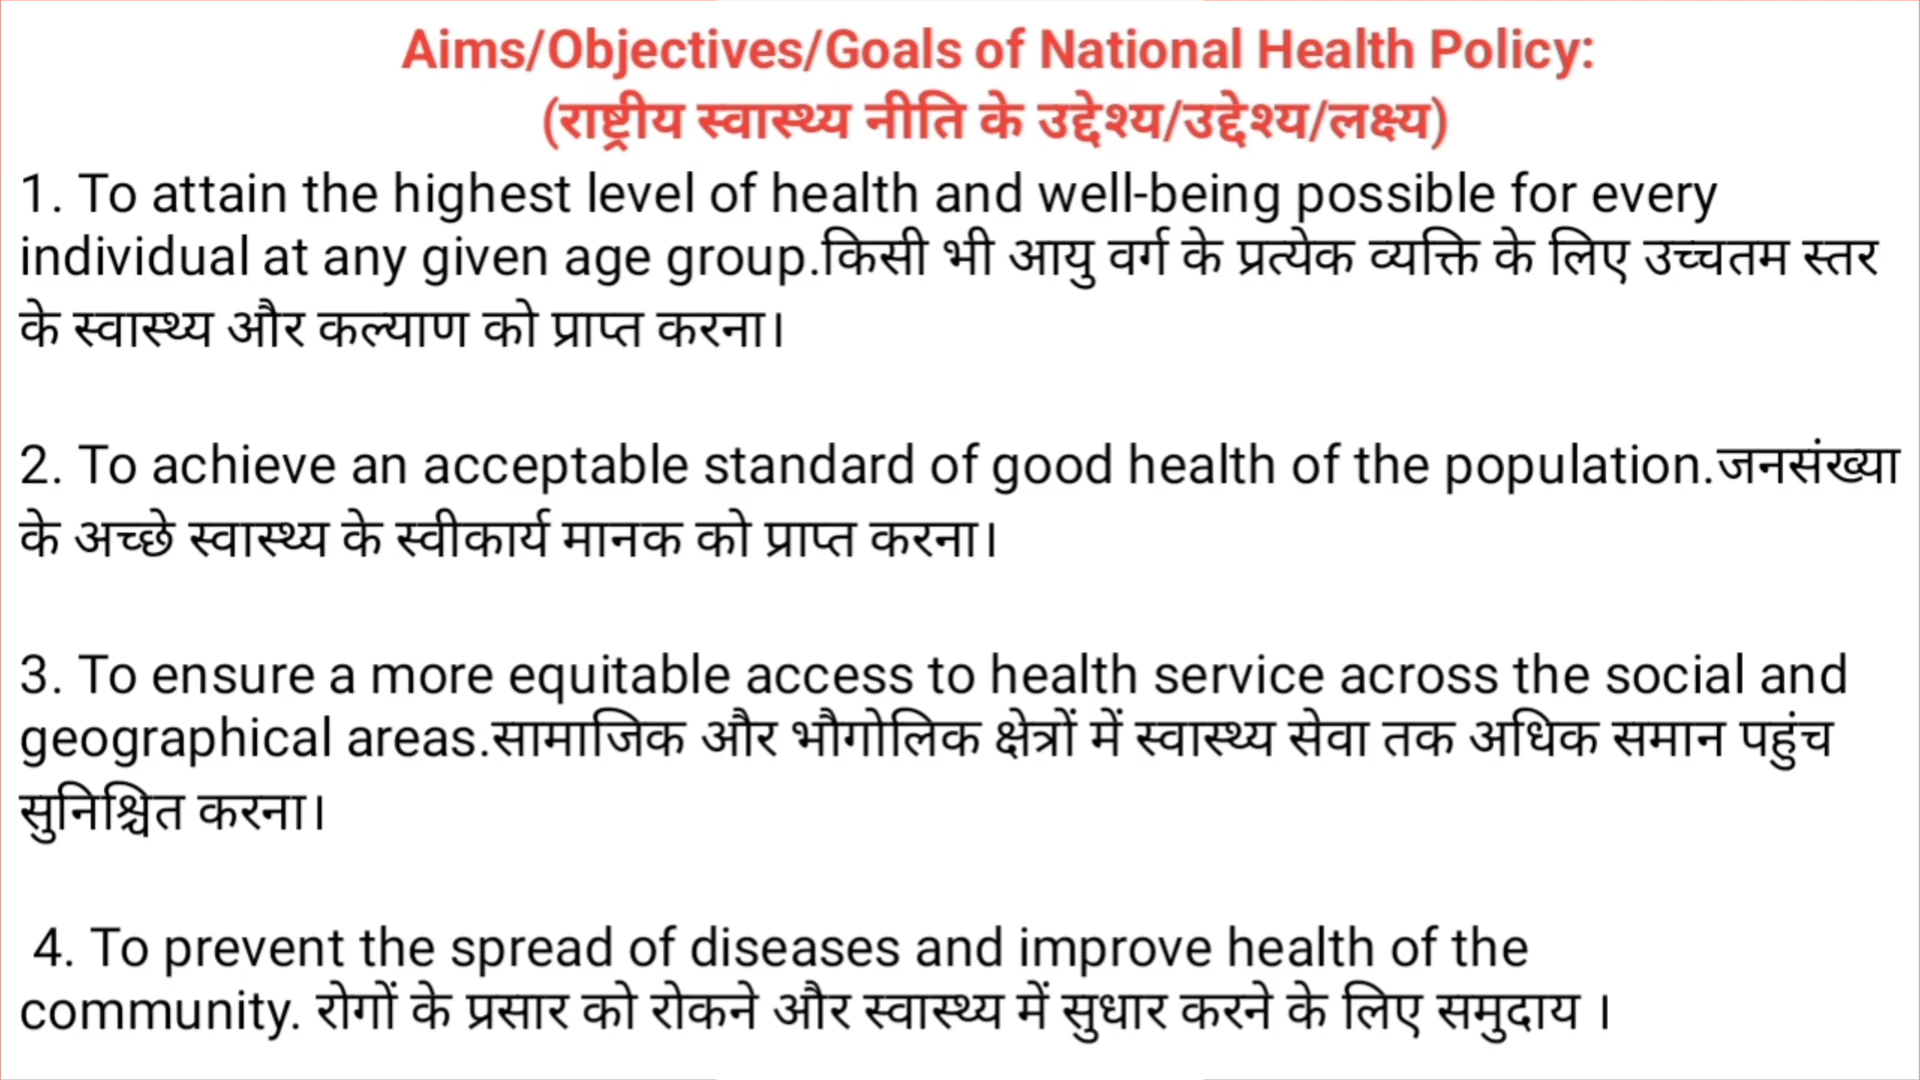 Aims/Objectives/Goals of National Health Policy:
(राष्ट्रीय स्वास्थ्य नीति के उद्देश्य/उद्देश्य/लक्ष्य)
1. To attain the highest level of health and well-being possible for every
individual at any given age group.किसी भी आयु वर्ग के प्रत्येक व्यक्ति के लिए उच्चतम स्तर
के स्वास्थ्य और कल्याण को प्राप्त करना।
2. To achieve an acceptable standard of good health of the population.जनसंख्या
के अच्छे स्वास्थ्य के स्वीकार्य मानक को प्राप्त करना।
3. To ensure a more equitable access to health service across the social and
geographical areas.सामाजिक और भौगोलिक क्षेत्रों में स्वास्थ्य सेवा तक अधिक समान पहुंच
सुनिश्चित करना।
4. To prevent the spread of diseases and improve health of the
community. रोगों के प्रसार को रोकने और स्वास्थ्य में सुधार करने के लिए समुदाय ।